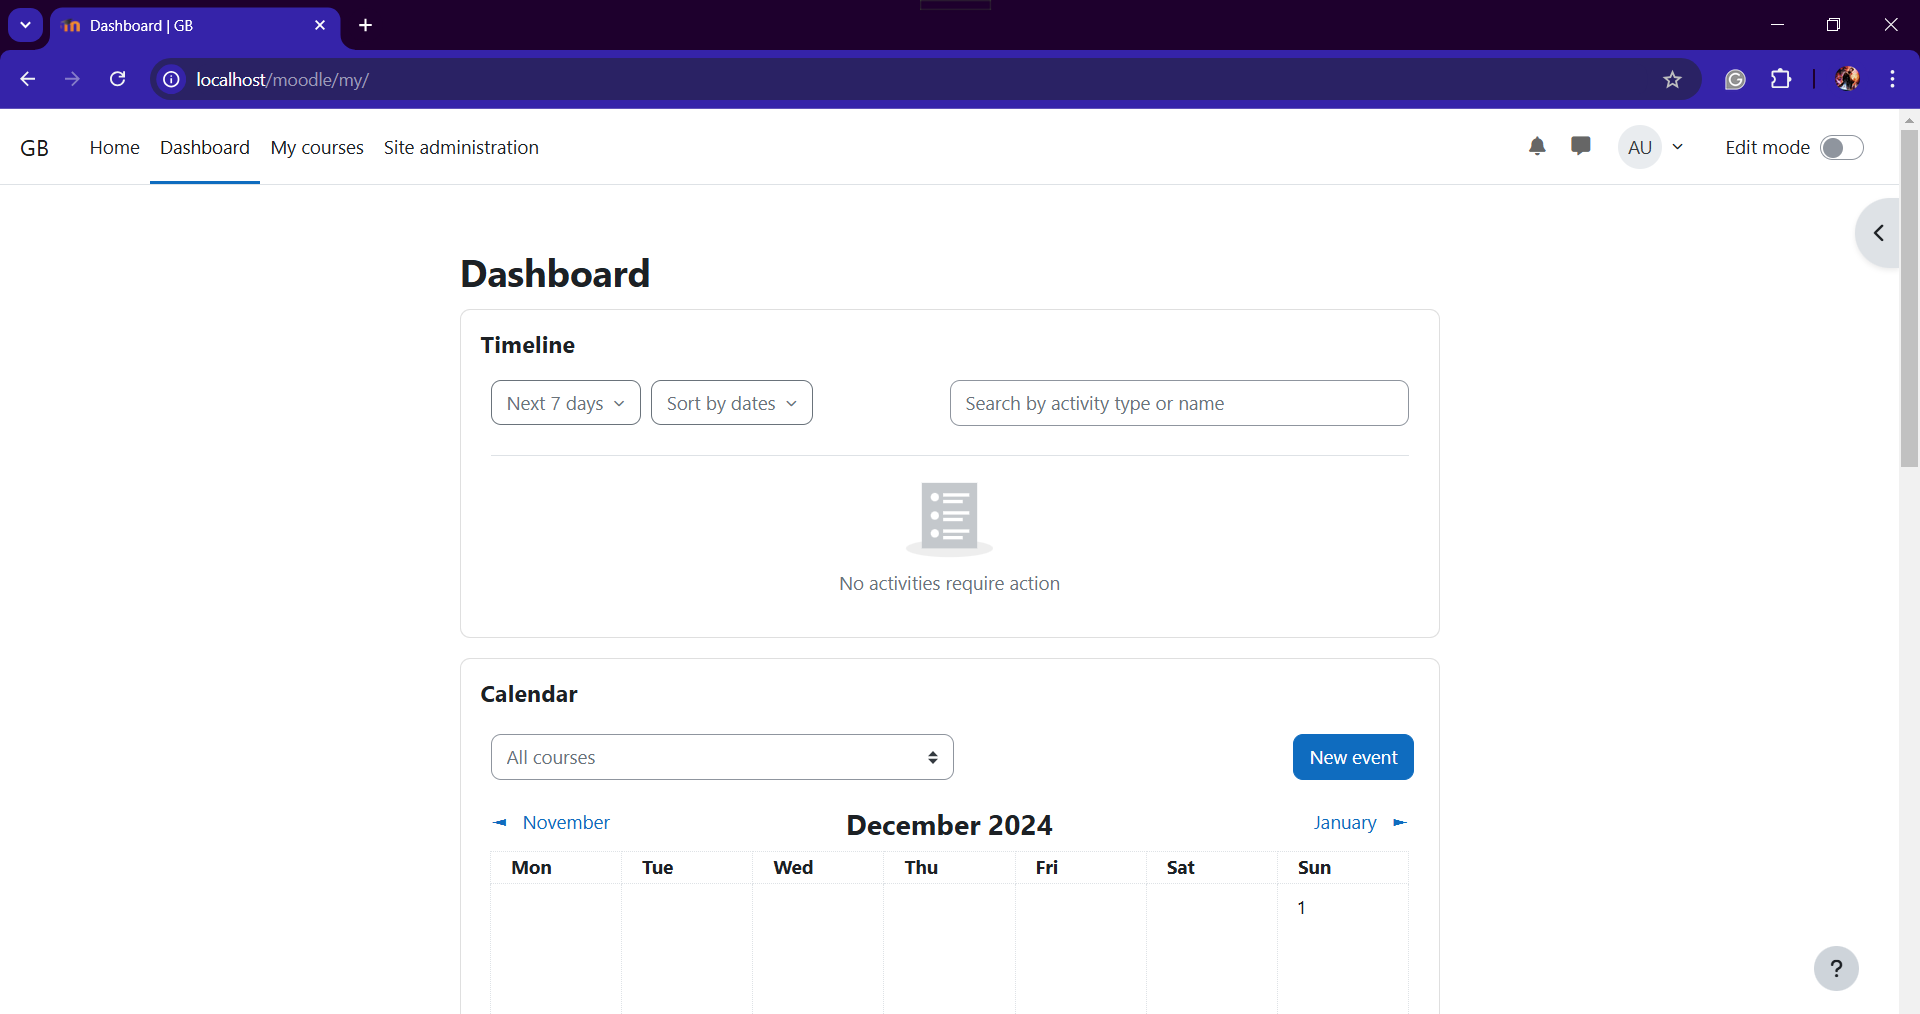 Dashboard | GB
localhost/moodle/my/
GB Home Dashboard My courses Site administration AU Edit mode
Dashboard
Timeline
Next 7 days Sort by dates Search by activity type or name
No activities require action
Calendar
All courses New event
◄ November December 2024 January ►
Mon Tue Wed Thu Fri Sat Sun
1
?